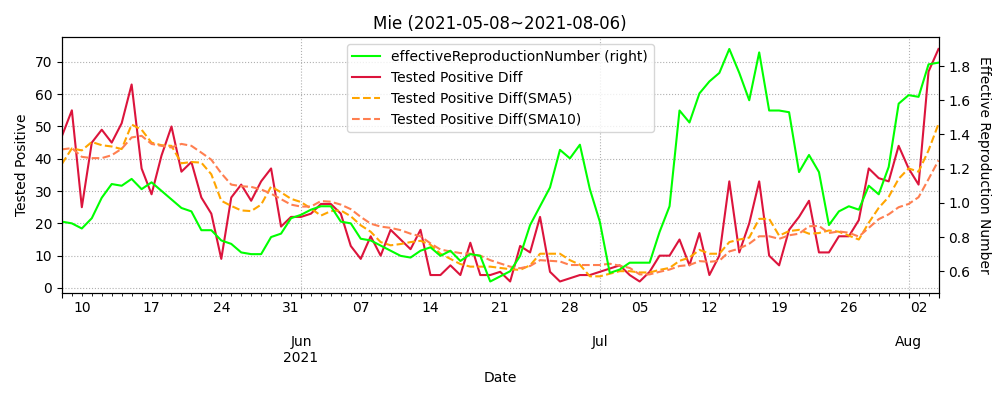 Mie (2021-05-08~2021-08-06)
effectiveReproductionNumber (right)
Tested Positive Diff
Tested Positive Diff(SMA5)
Tested Positive Diff(SMA10)
Tested Positive
70
60
50
40
30
20
10
0
1.8
1.6
1.4
1.2
1.0
0.8
0.6
Effective Reproduction Number
10 17 24 31 07 14 21 28 05 12 19 26 02
Jun Jul Aug
2021
Date